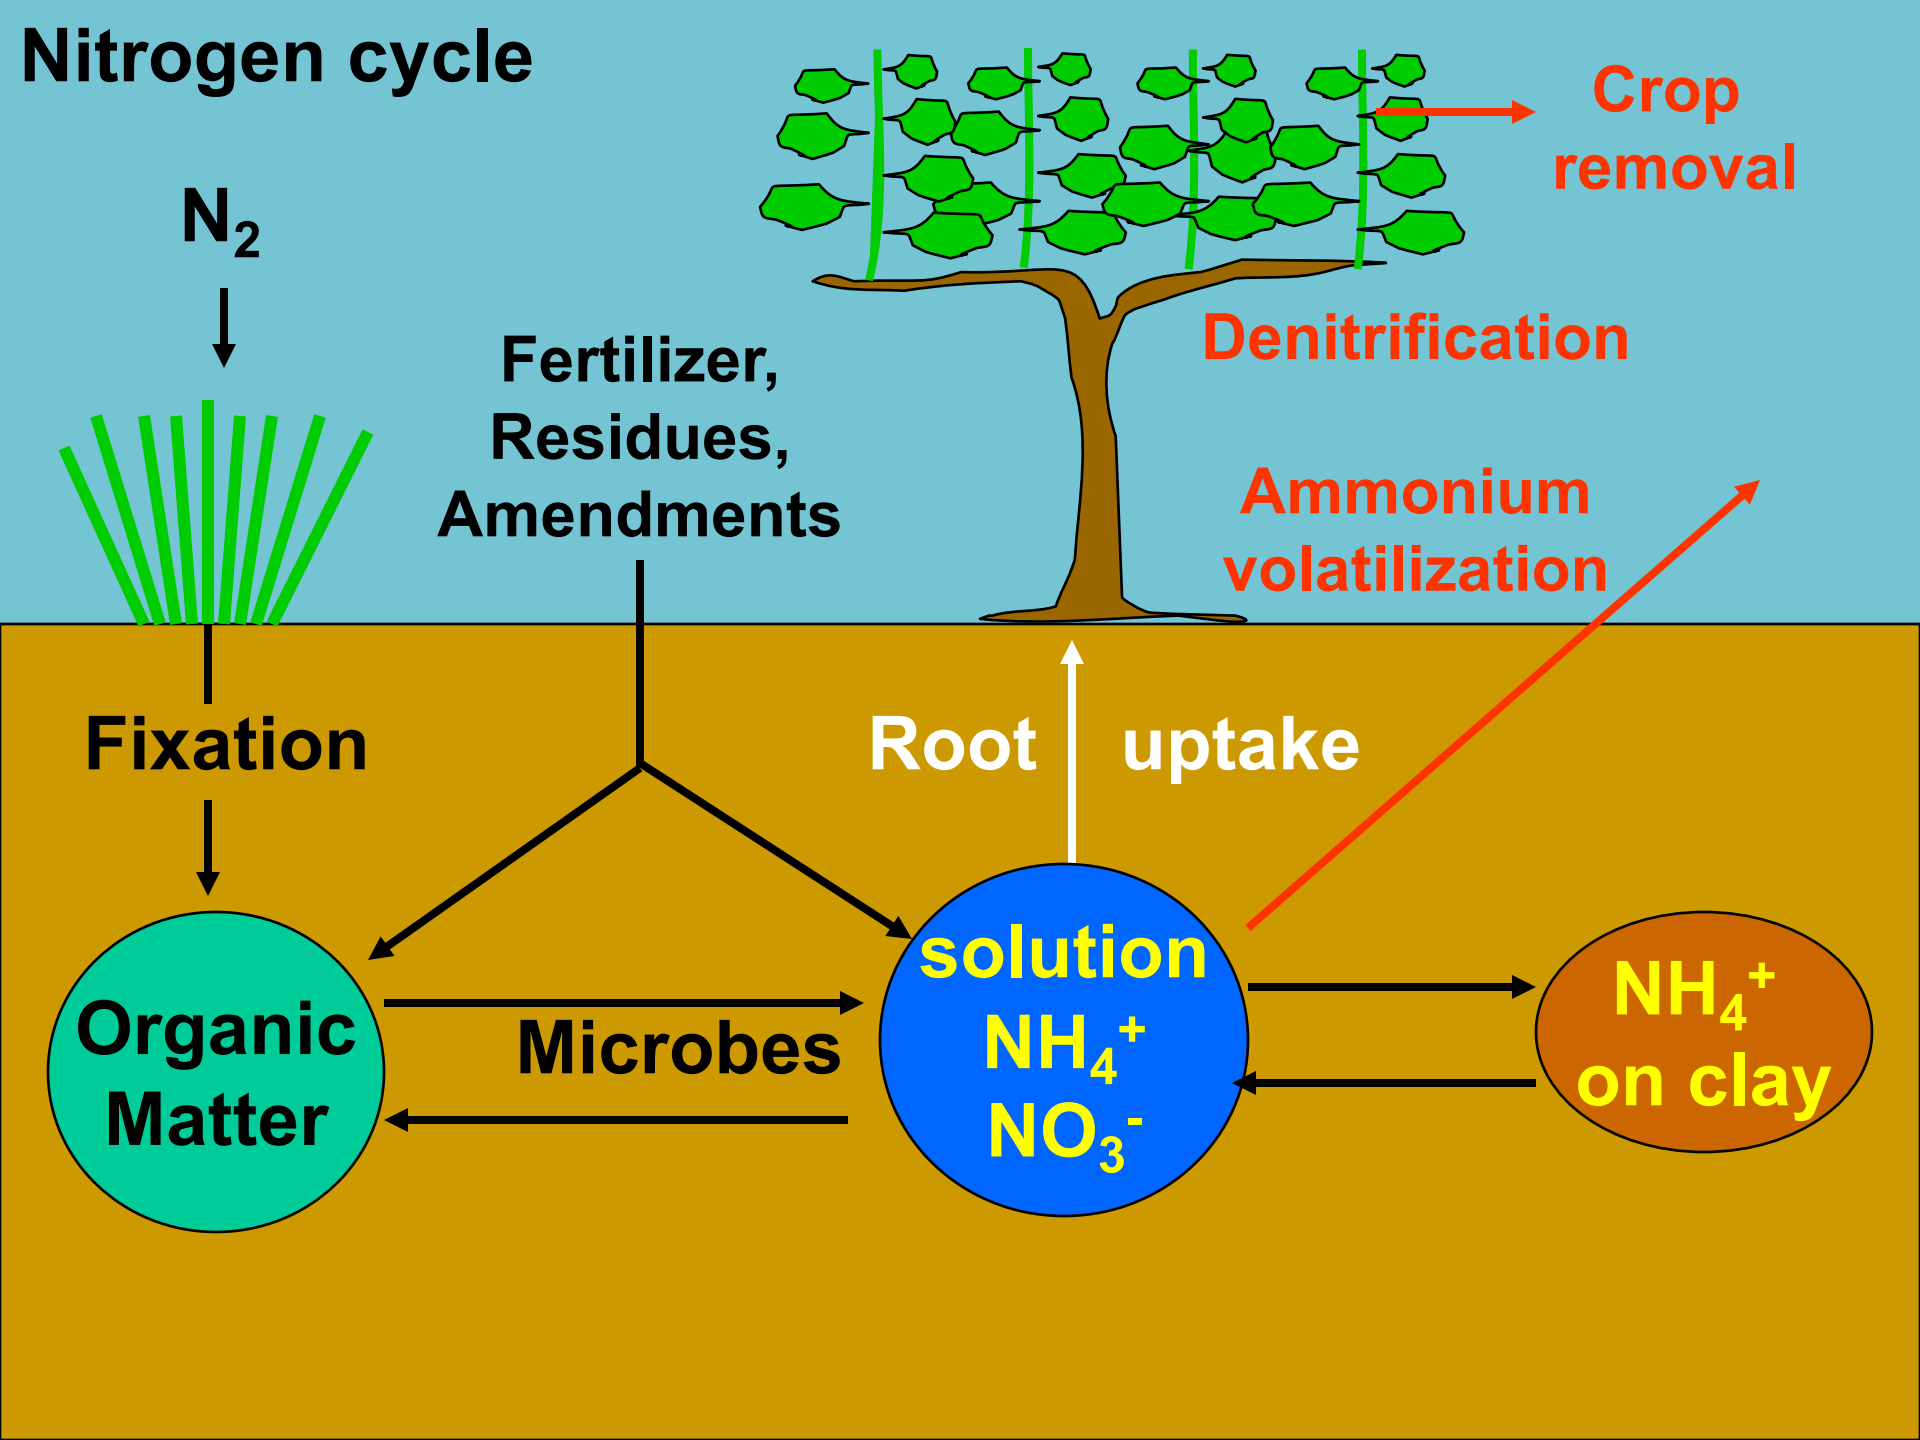 Nitrogen cycle
Crop
removal
N₂
Denitrification
Fertilizer,
Residues,
Amendments
Ammonium
volatilization
Fixation
Root uptake
Organic
Matter
Microbes
solution
NH₄⁺
NO₃⁻
NH₄⁺
on clay